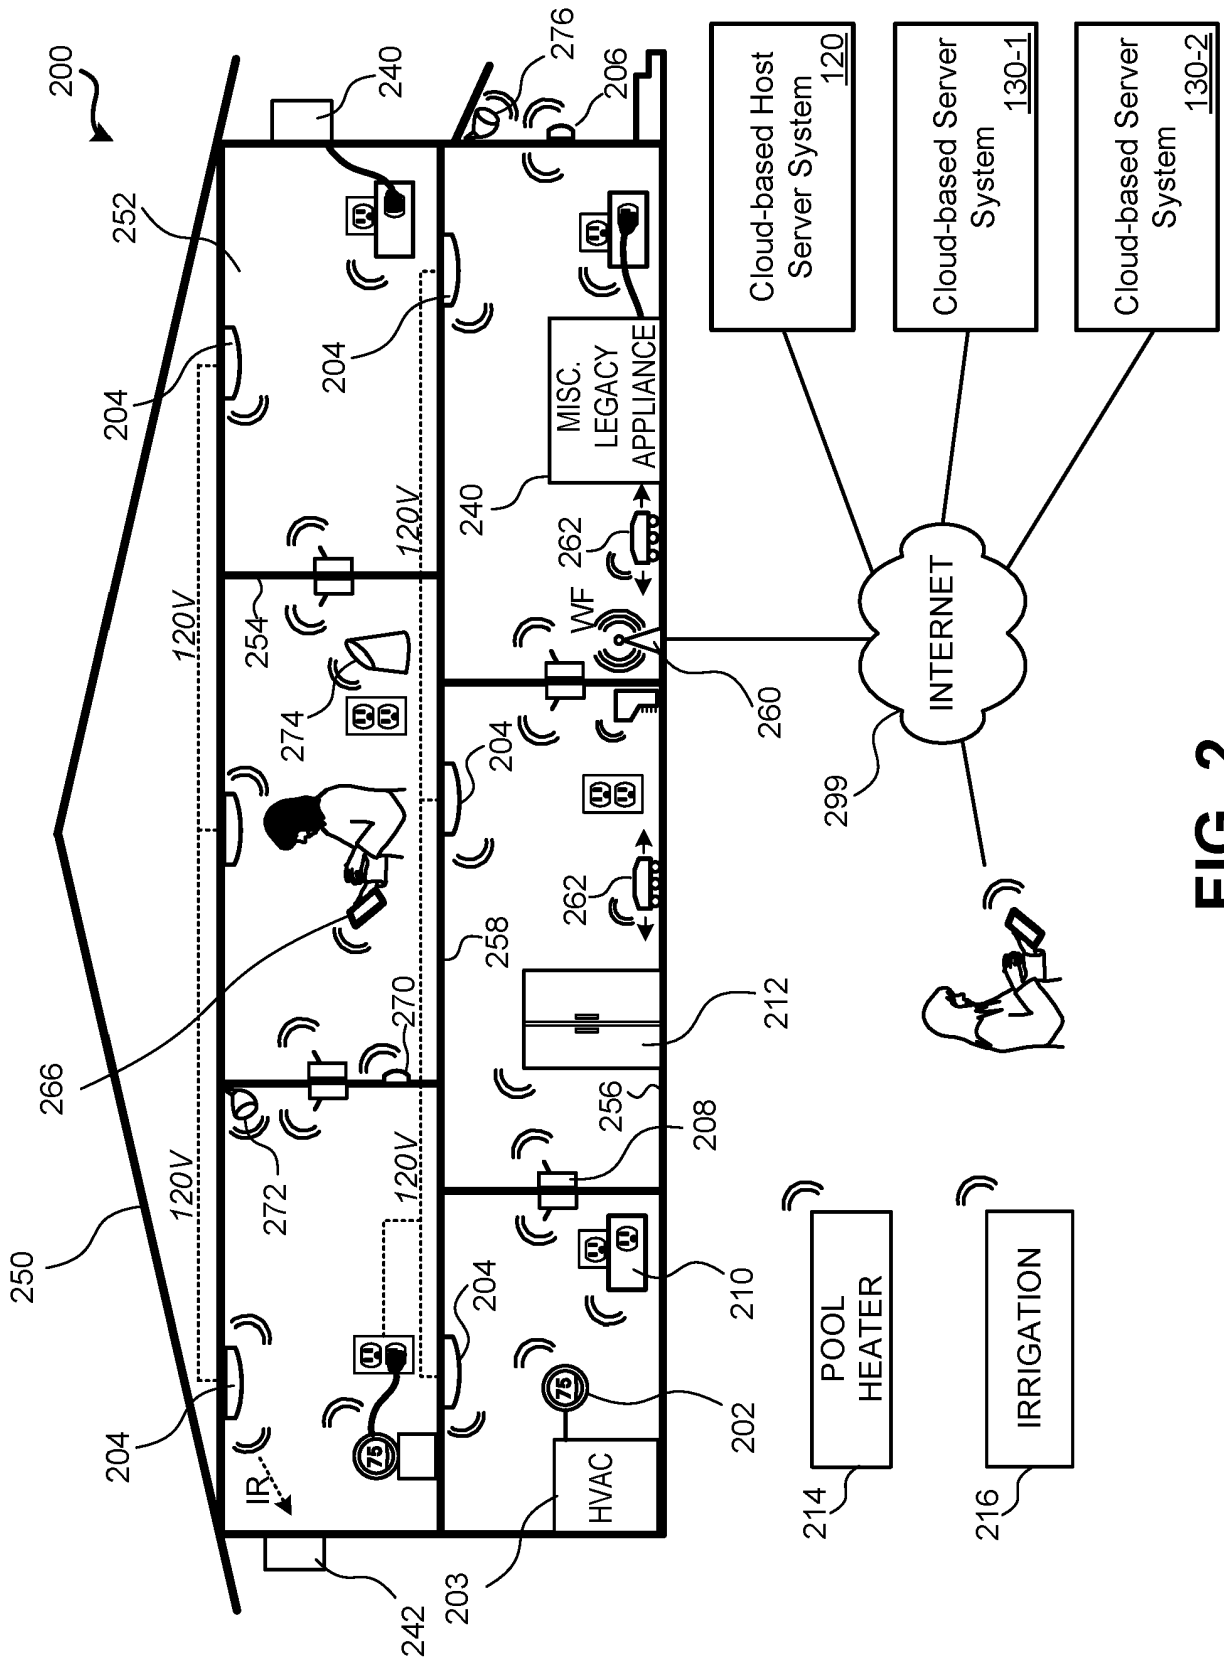 250
266
200
204
204
252
120V
120V
254
IR
272
274
204
75
240
242
120V
270
120V
203
240
204
258
204
276
75
262
262
MISC.
LEGACY
APPLIANCE
WF
206
HVAC
256
208
202
210
212
260
Cloud-based Host
Server System
120
214
POOL
HEATER
299
INTERNET
Cloud-based Server
System
130-1
216
IRRIGATION
Cloud-based Server
System
130-2
FIG. 2